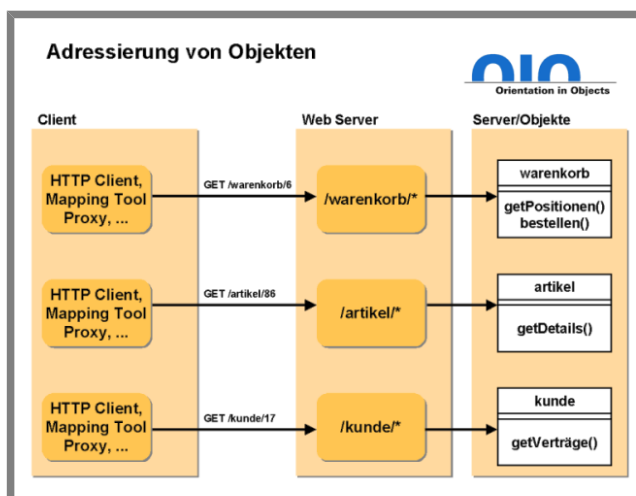 Adressierung von Objekten
OIO
Orientation in Objects
Client
Web Server
Server/Objekte
HTTP Client,
Mapping Tool
Proxy, ...
GET /warenkorb/6
/warenkorb/*
warenkorb
getPositionen()
bestellen()
HTTP Client,
Mapping Tool
Proxy, ...
GET /artikel/86
/artikel/*
artikel
getDetails()
HTTP Client,
Mapping Tool
Proxy, ...
GET /kunde/17
/kunde/*
kunde
getVerträge()